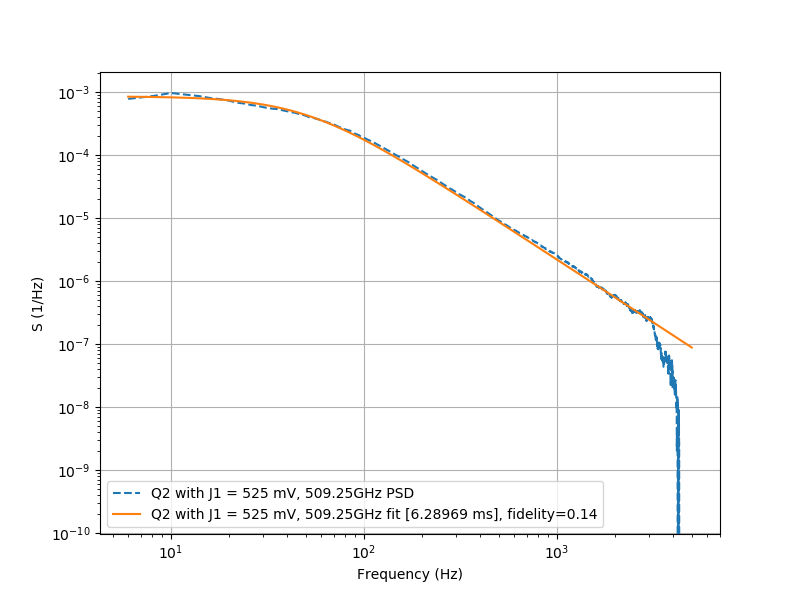 10⁻³
10⁻⁴
10⁻⁵
10⁻⁶
10⁻⁷
10⁻⁸
10⁻⁹
10⁻¹⁰
S (1/Hz)
Q2 with J1 = 525 mV, 509.25GHz PSD
Q2 with J1 = 525 mV, 509.25GHz fit [6.28969 ms], fidelity=0.14
10¹ 10² 10³
Frequency (Hz)